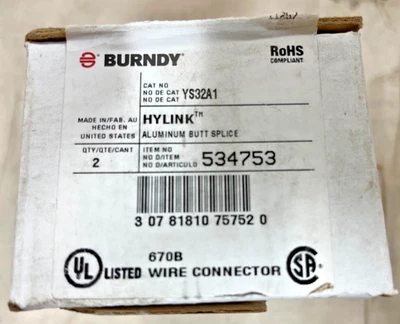 BURNDY®
RoHS
COMPLIANT
CAT NO
NO DE CAT
NO DE CAT
YS32A1
MADE IN/FAB. AU
HECHO EN
UNITED STATES
HYLINK™
ALUMINUM BUTT SPLICE
QTY/QTE/CANT
2
ITEM NO
NO D/ITEM
NO D/ARTICULO
534753
3 07 81810 75752 0
UL LISTED
670B
WIRE CONNECTOR
SA